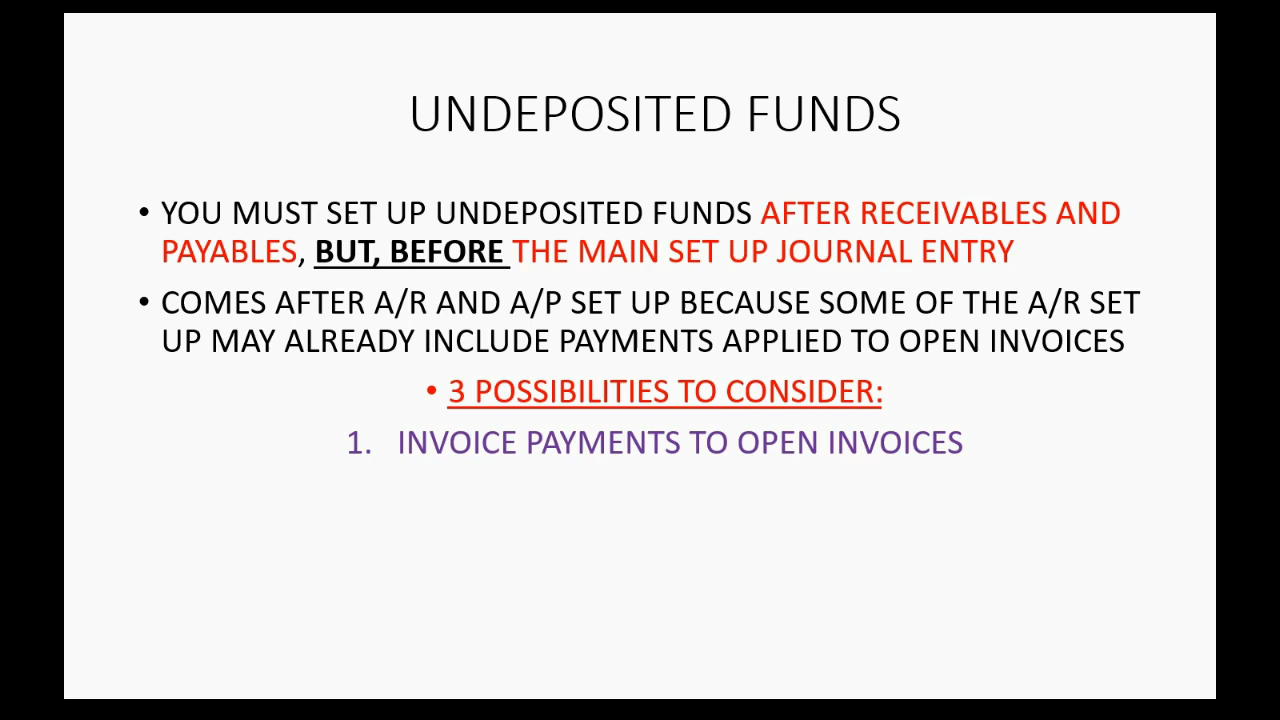 UNDEPOSITED FUNDS
• YOU MUST SET UP UNDEPOSITED FUNDS AFTER RECEIVABLES AND
PAYABLES, BUT, BEFORE THE MAIN SET UP JOURNAL ENTRY
• COMES AFTER A/R AND A/P SET UP BECAUSE SOME OF THE A/R SET
UP MAY ALREADY INCLUDE PAYMENTS APPLIED TO OPEN INVOICES
• 3 POSSIBILITIES TO CONSIDER:
1. INVOICE PAYMENTS TO OPEN INVOICES